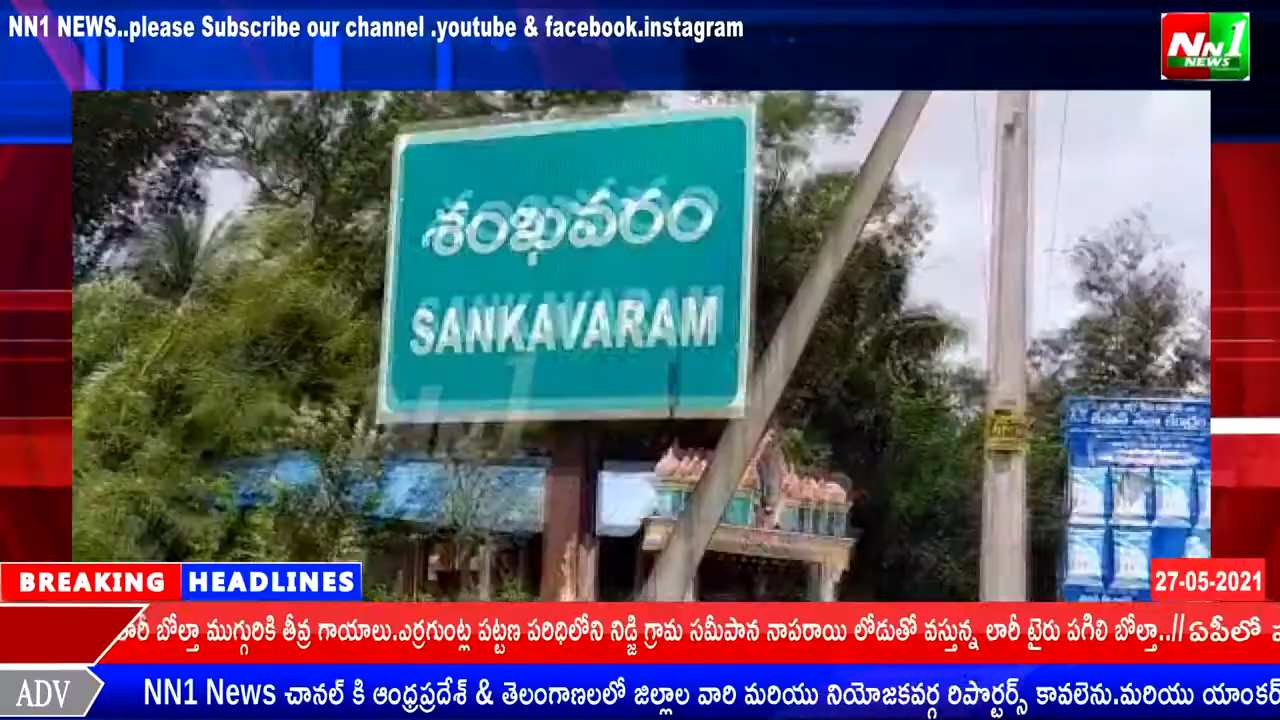 NN1 NEWS..please Subscribe our channel .youtube & facebook.instagram
NN1
NEWS
శంఖవరం
SANKAVARAM
BREAKING HEADLINES
27-05-2021
బోల్తా ముగ్గురికి తీవ్ర గాయాలు.ఎర్రగుంట్ల పట్టణ పరిధిలోని నిడ్జి గ్రామ సమీపాన నాపరాయి లోడుతో వస్తున్న లారీ టైరు పగిలి బోల్తా..//ఏపీలో
ADV
NN1 News చానల్ కి ఆంధ్రప్రదేశ్ & తెలంగాణలలో జిల్లాల వారి మరియు నియోజకవర్గ రిపార్టర్స్ కావలెను.మరియు యాంకర్